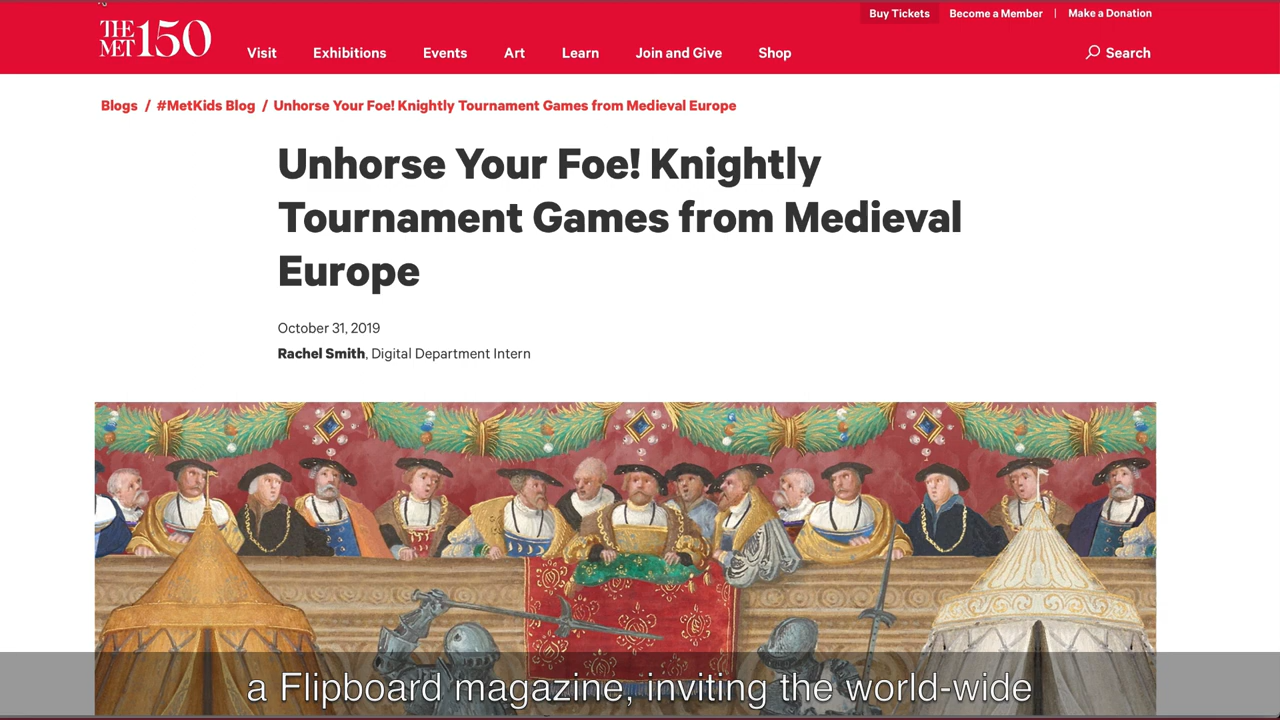 Buy Tickets Become a Member | Make a Donation
THE MET 150
Visit Exhibitions Events Art Learn Join and Give Shop Search
Blogs / #MetKids Blog / Unhorse Your Foe! Knightly Tournament Games from Medieval Europe
Unhorse Your Foe! Knightly
Tournament Games from Medieval
Europe
October 31, 2019
Rachel Smith, Digital Department Intern
a Flipboard magazine, inviting the world-wide